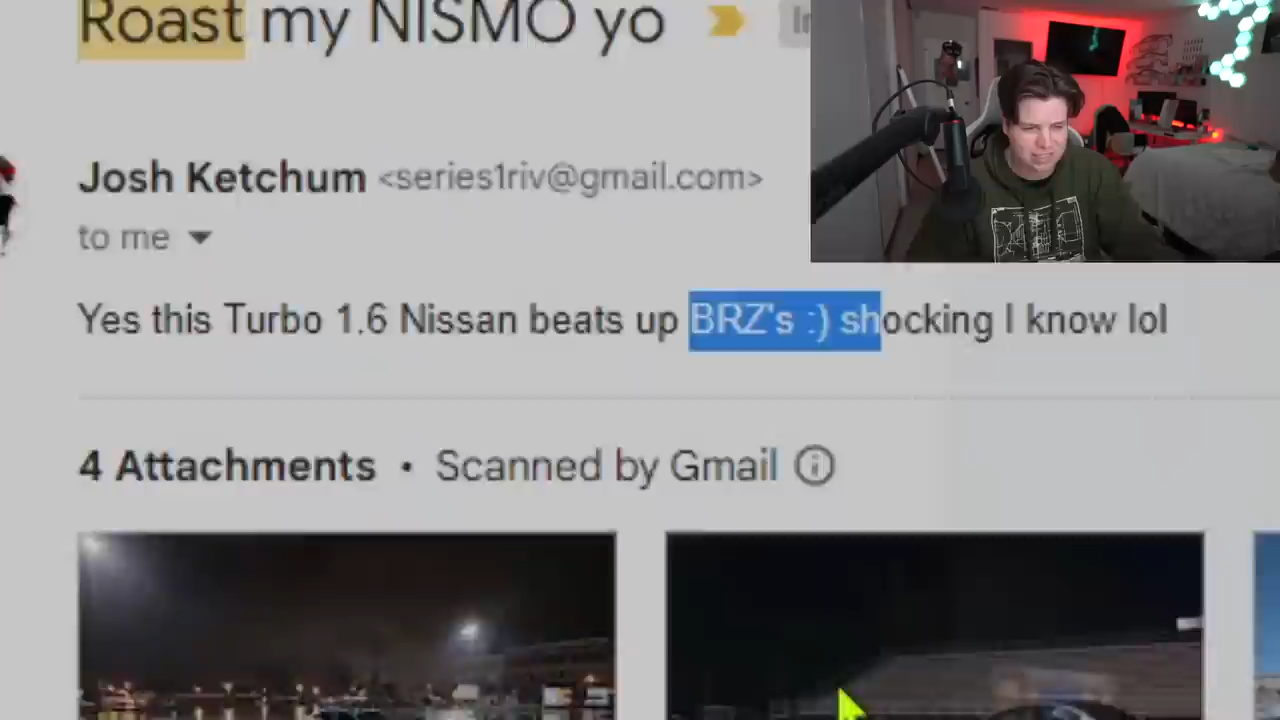 Roast my NISMO yo
Josh Ketchum <series1riv@gmail.com>
to me
Yes this Turbo 1.6 Nissan beats up BRZ's :) shocking I know lol
4 Attachments • Scanned by Gmail